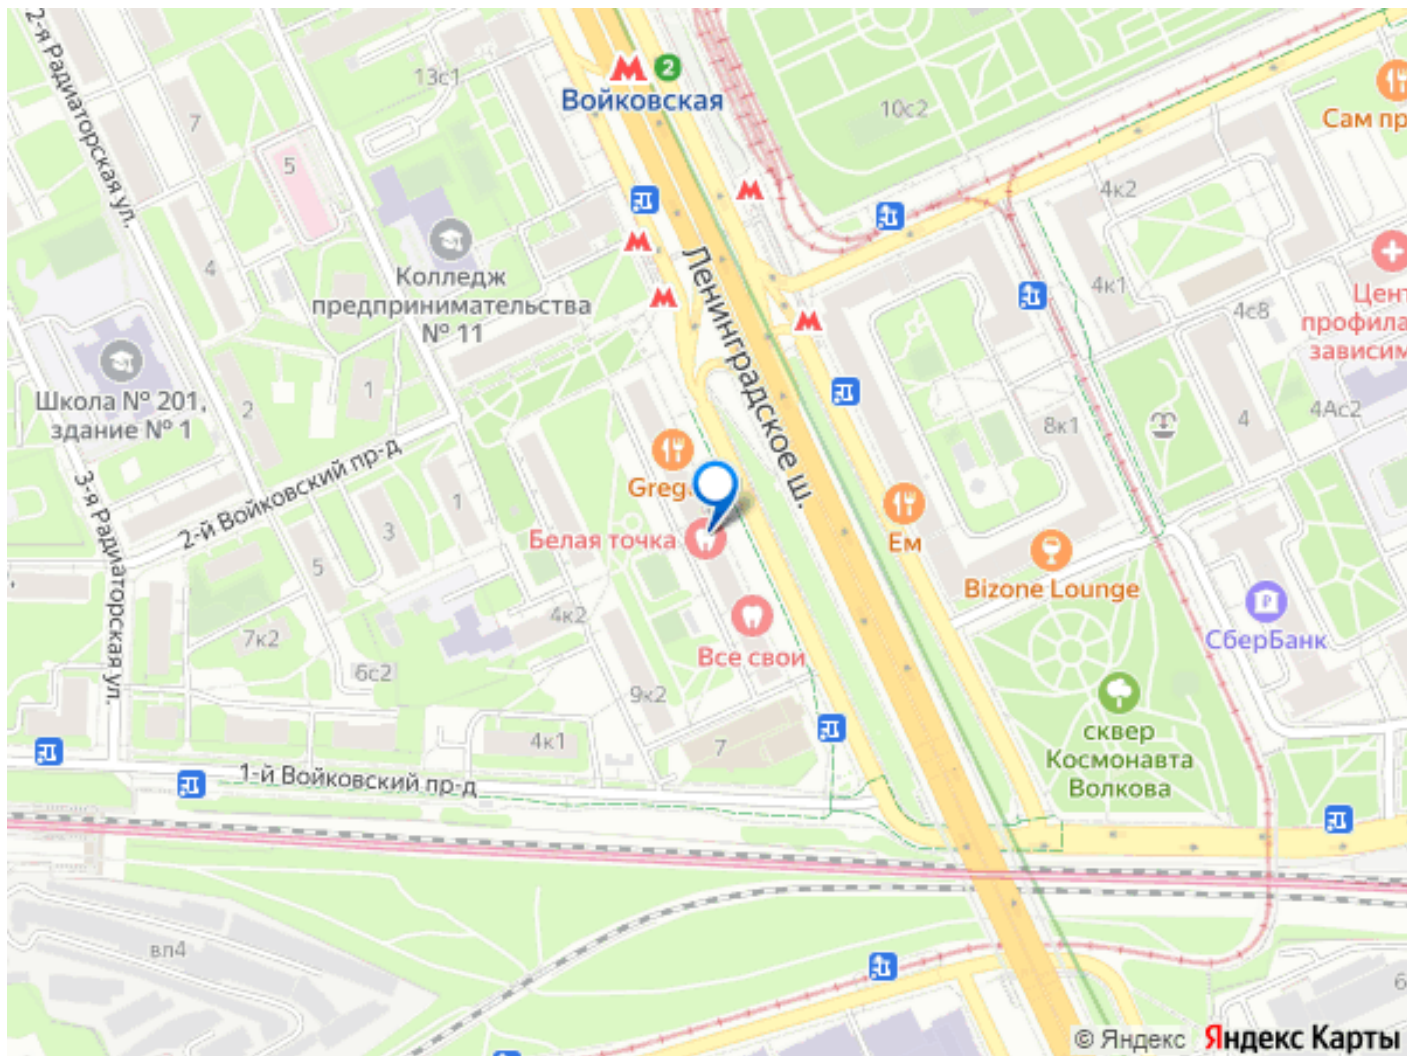 2-я Радиаторская ул.
13с1
2
Войковская
10с2
Сам пр
7
5
4к2
4
Колледж
предпринимательства
№ 11
Ленинградское ш.
4к1
4с8
Цент
профила
зависим
Школа № 201,
здание № 1
2
1
8к1
4
4Ас2
2-й Войковский пр-д
3-я Радиаторская ул.
1
3
5
Greg
Белая точка
Ем
Bizone Lounge
СберБанк
7к2
4к2
6с2
Все свои
9к2
4к1
7
сквер
Космонавта
Волкова
1-й Войковский пр-д
вл4
6
© Яндекс Яндекс Карты